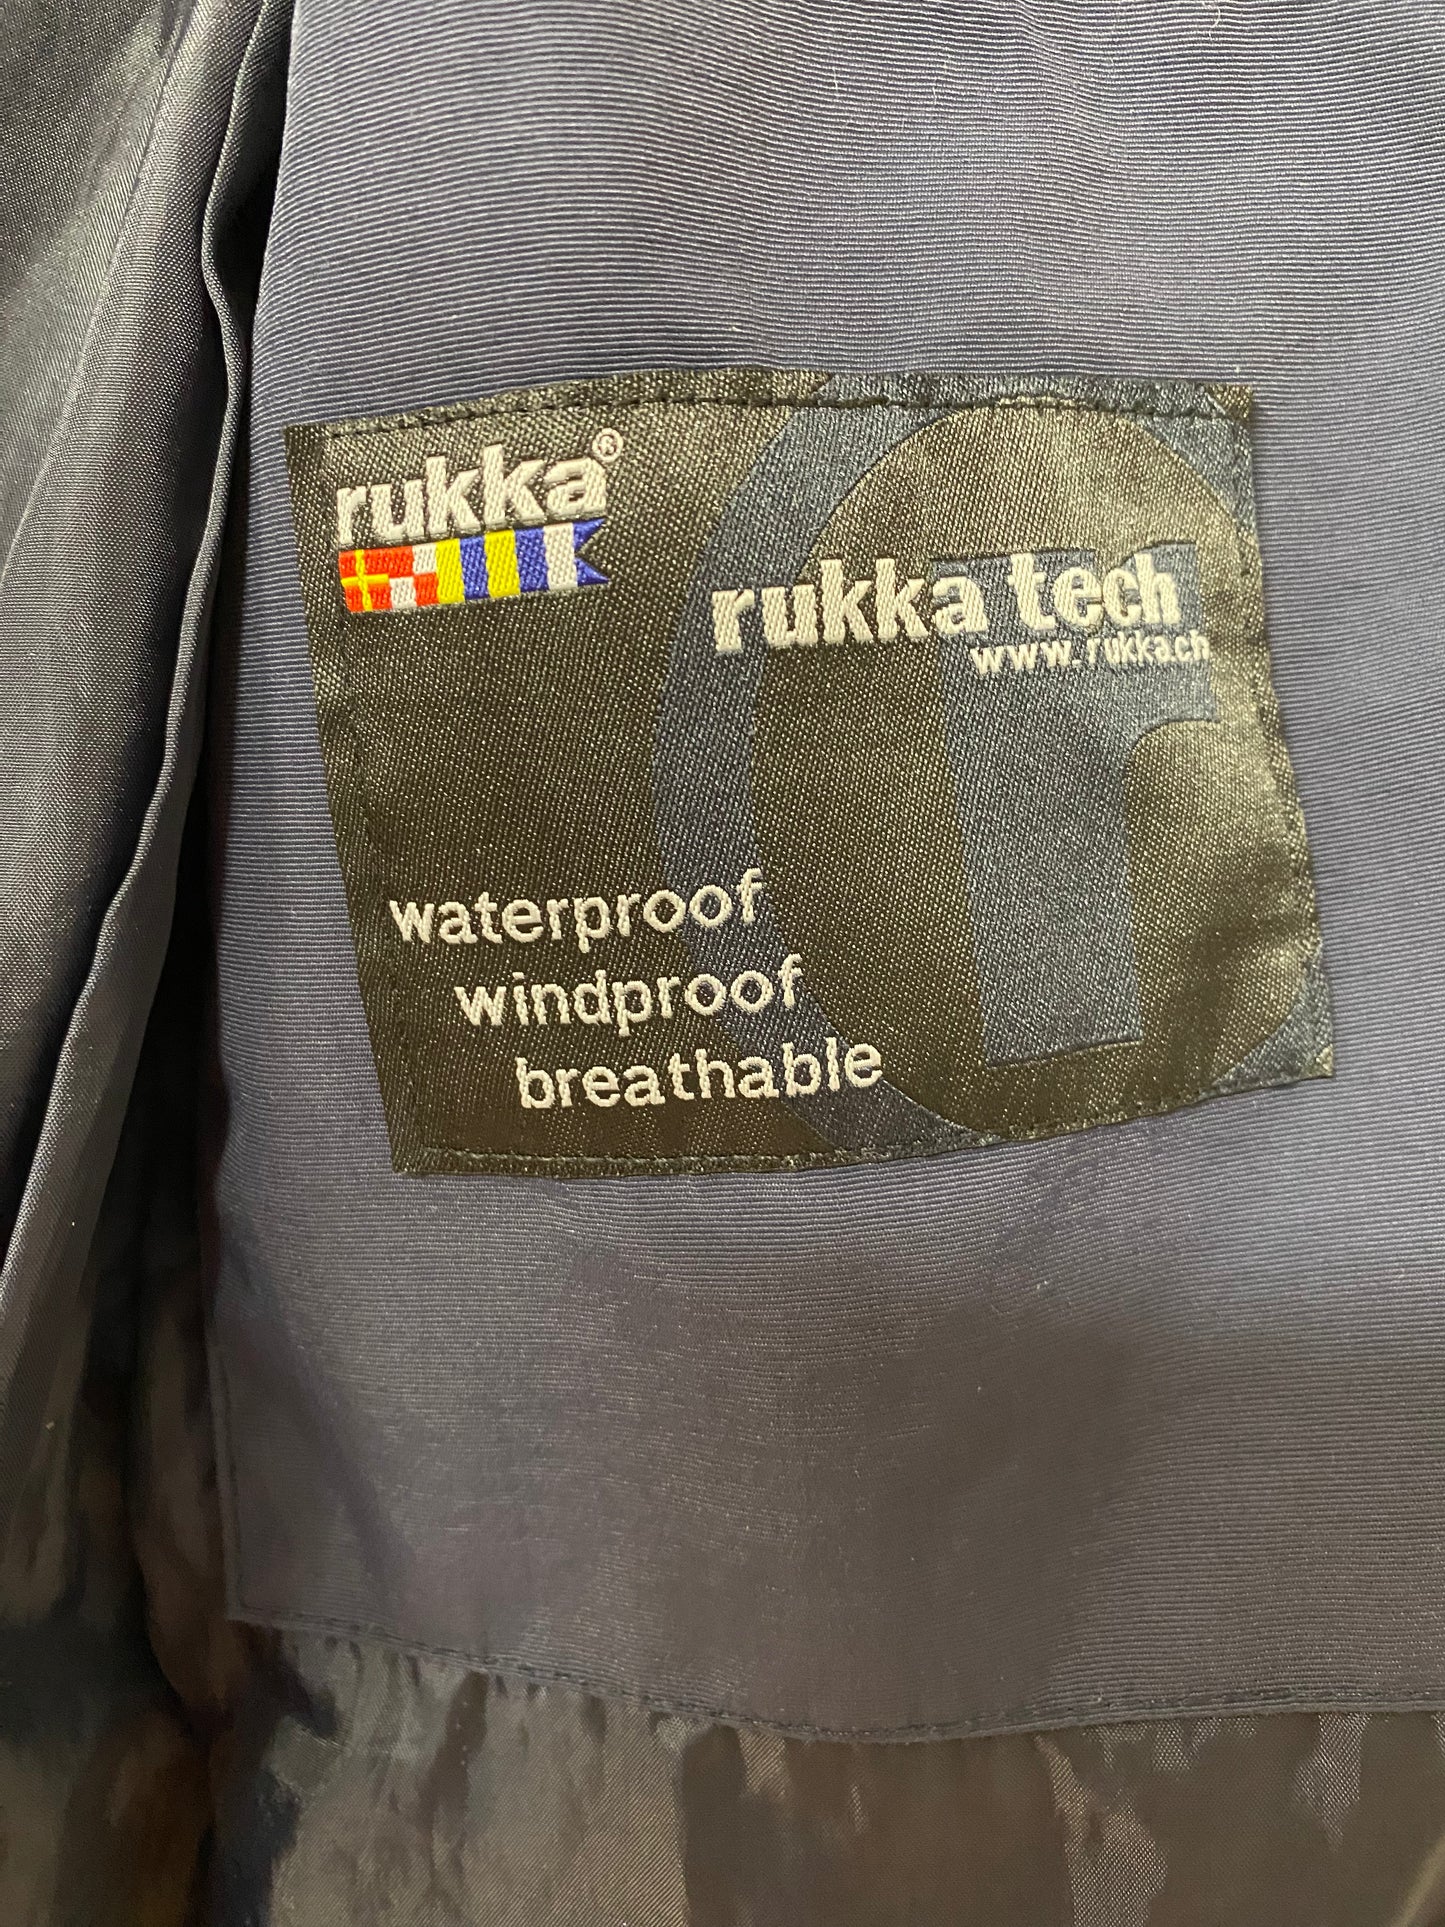 rukka®
rukka tech
www.rukka.ch
waterproof
windproof
breathable